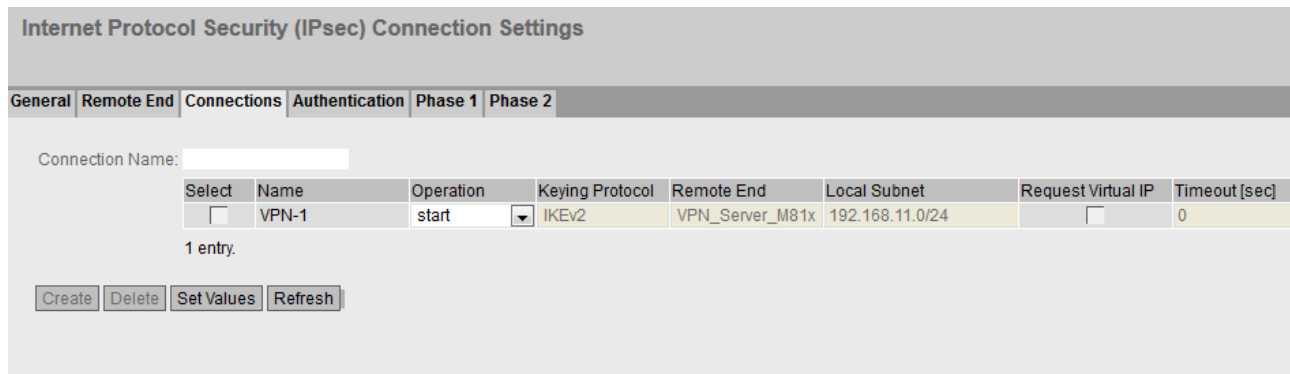 Internet Protocol Security (IPsec) Connection Settings
General Remote End Connections Authentication Phase 1 Phase 2
Connection Name:
Select Name Operation Keying Protocol Remote End Local Subnet Request Virtual IP Timeout [sec]
VPN-1 start IKEv2 VPN_Server_M81x 192.168.11.0/24 0
1 entry.
Create Delete Set Values Refresh